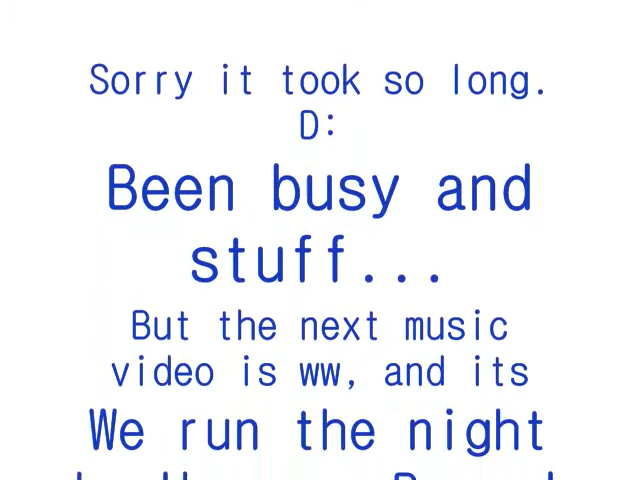 Sorry it took so long.
D:
Been busy and
stuff...
But the next music
video is ww, and its
We run the night